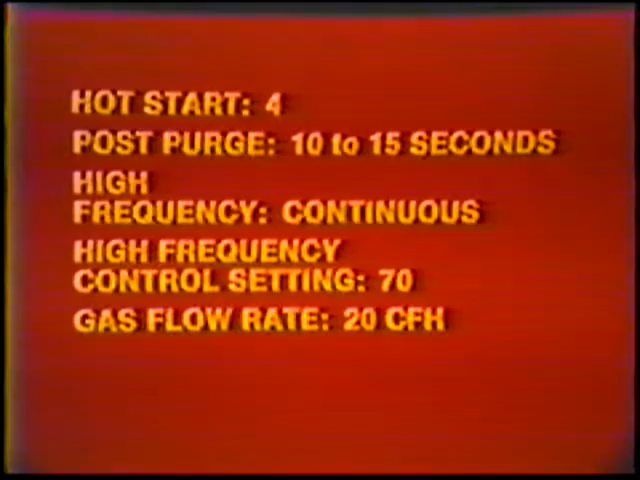 HOT START: 4
POST PURGE: 10 to 15 SECONDS
HIGH
FREQUENCY: CONTINUOUS
HIGH FREQUENCY
CONTROL SETTING: 70
GAS FLOW RATE: 20 CFH